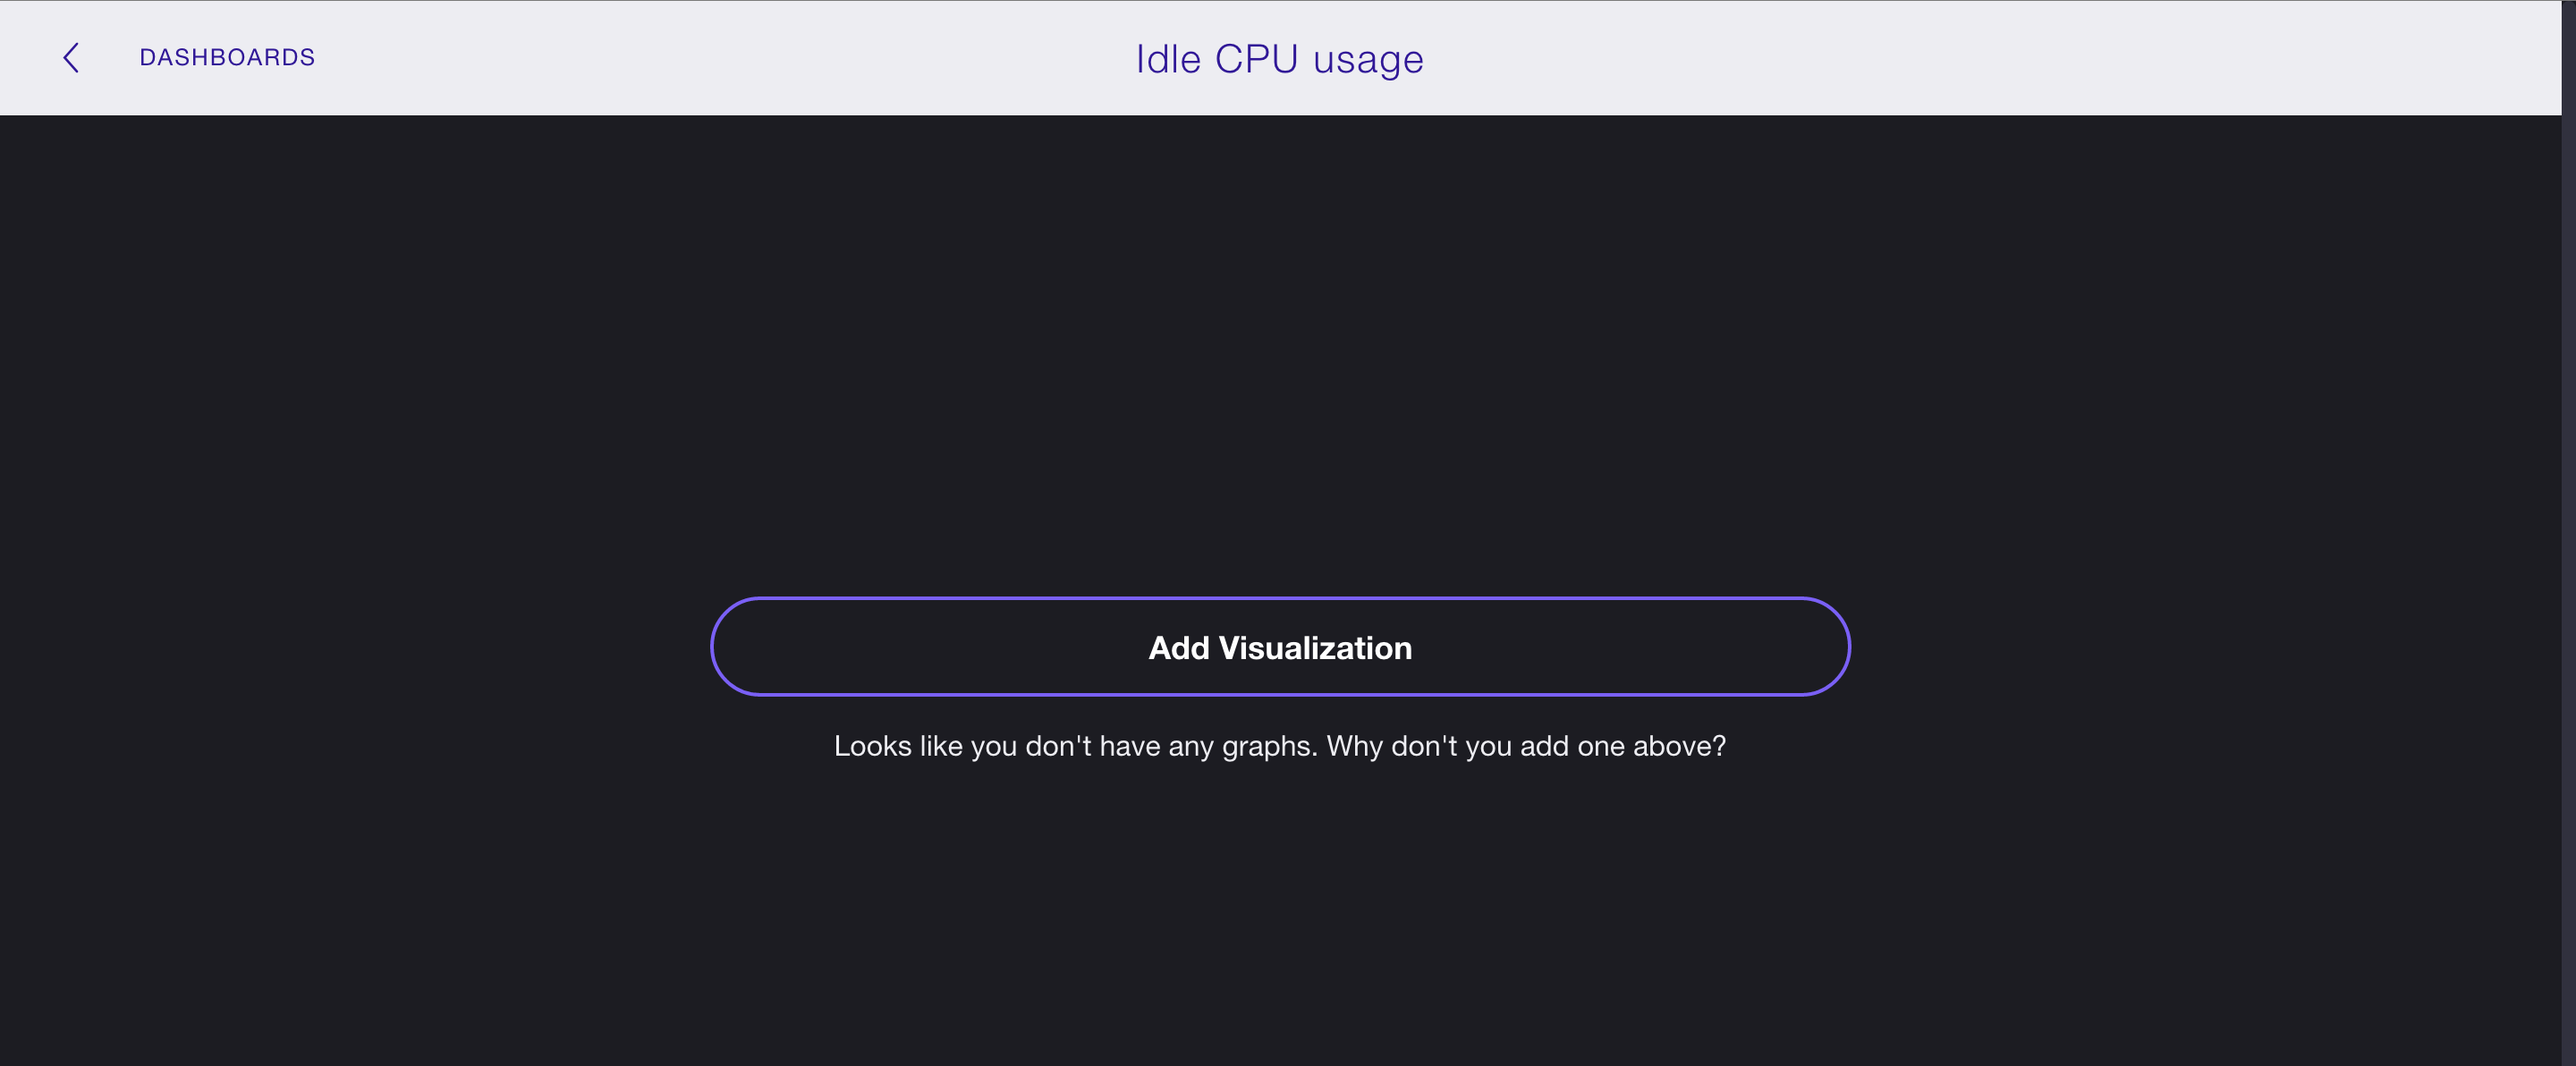 DASHBOARDS
Idle CPU usage
Add Visualization
Looks like you don't have any graphs. Why don't you add one above?